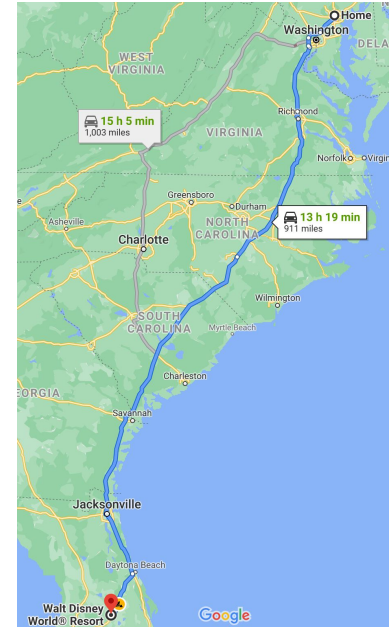 Home
Washington
DELA
WEST
VIRGINIA
Richmond
15 h 5 min
1,003 miles
VIRGINIA
Norfolk
Virgin
e
Greensboro
Durham
13 h 19 min
911 miles
Asheville
NORTH
CAROLINA
Charlotte
Wilmington
SOUTH
CAROLINA
Myrtle Beach
Charleston
EORGIA
Savannah
Jacksonville
Daytona Beach
Walt Disney
World® Resort
Google